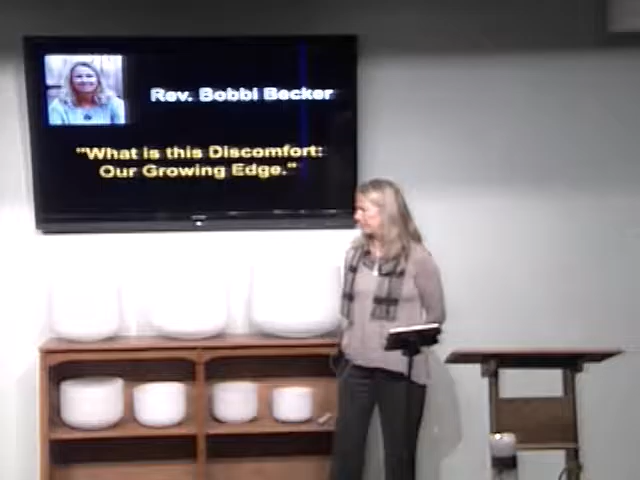 Rev. Bobbi Becker
"What is this Discomfort:
Our Growing Edge."